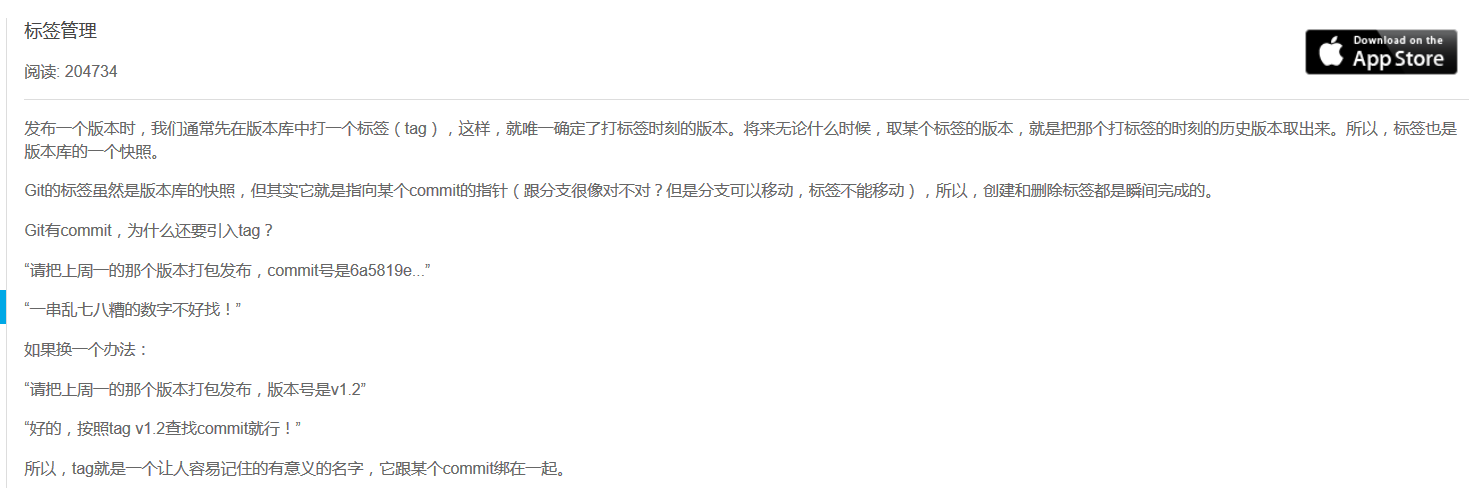 标签管理
Download on the
App Store
阅读: 204734
发布一个版本时，我们通常先在版本库中打一个标签（tag），这样，就唯一确定了打标签时刻的版本。将来无论什么时候，取某个标签的版本，就是把那个打标签的时刻的历史版本取出来。所以，标签也是
版本库的一个快照。
Git的标签虽然是版本库的快照，但其实它就是指向某个commit的指针（跟分支很像对不对？但是分支可以移动，标签不能移动），所以，创建和删除标签都是瞬间完成的。
Git有commit，为什么还要引入tag？
“请把上周一的那个版本打包发布，commit号是6a5819e...”
“一串乱七八糟的数字不好找！”
如果换一个办法：
“请把上周一的那个版本打包发布，版本号是v1.2”
“好的，按照tag v1.2查找commit就行！”
所以，tag就是一个让人容易记住的有意义的名字，它跟某个commit绑在一起。